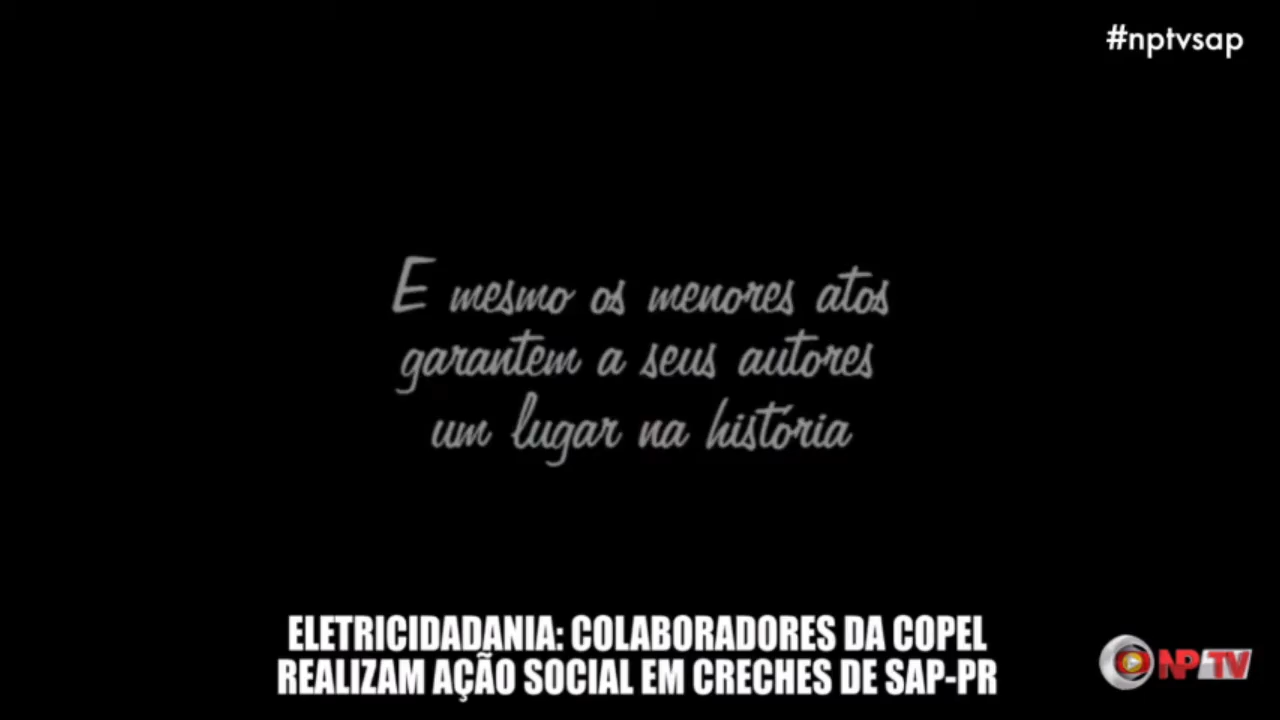 #nptvsap
E mesmo os menores atos
garantem a seus autores
um lugar na história
ELETRICIDADANIA: COLABORADORES DA COPEL
REALIZAM AÇÃO SOCIAL EM CRECHES DE SAP-PR
NPTV